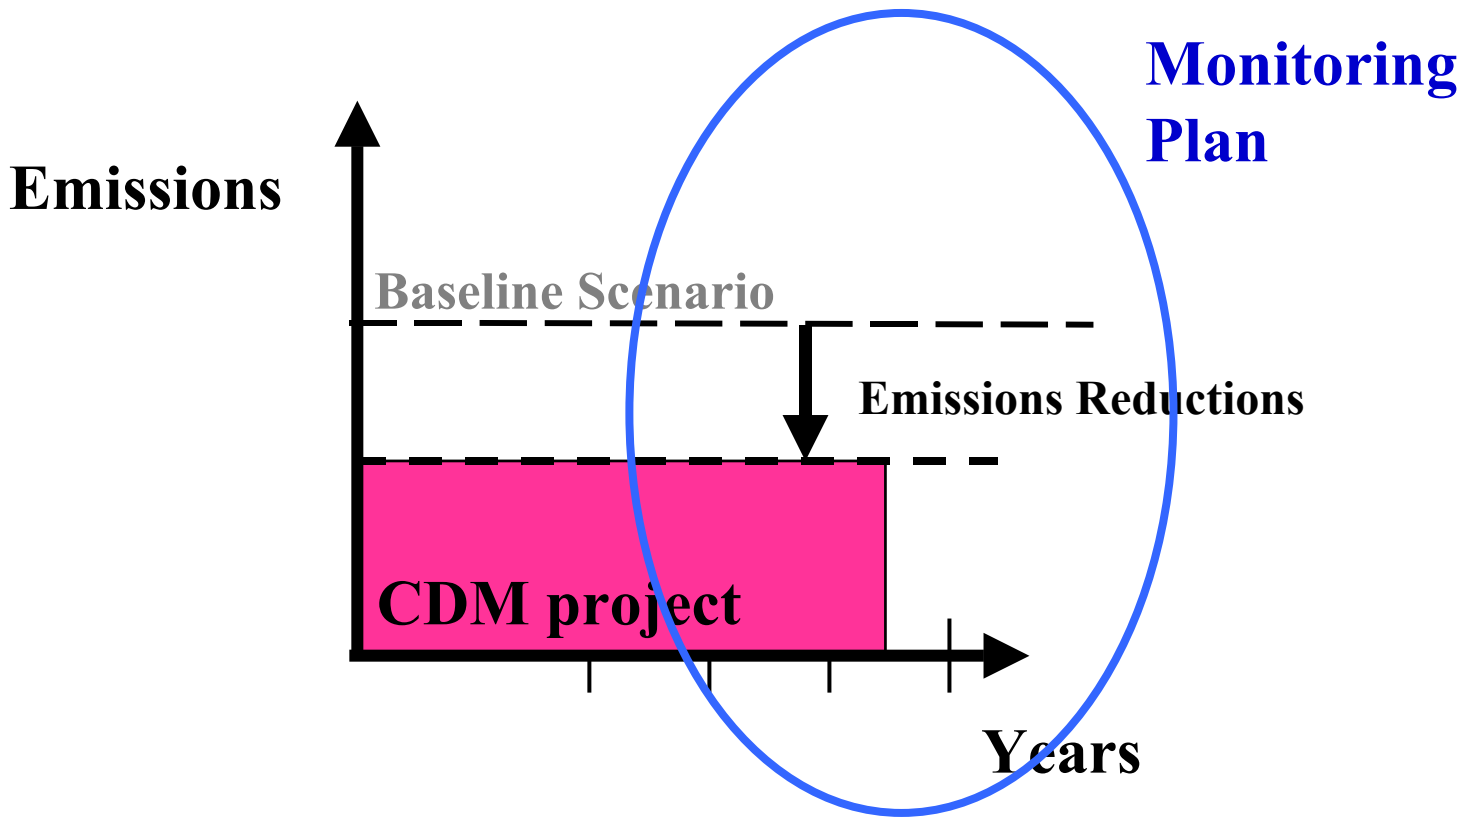 Monitoring
Plan
Emissions
Baseline Scenario
Emissions Reductions
CDM project
Years